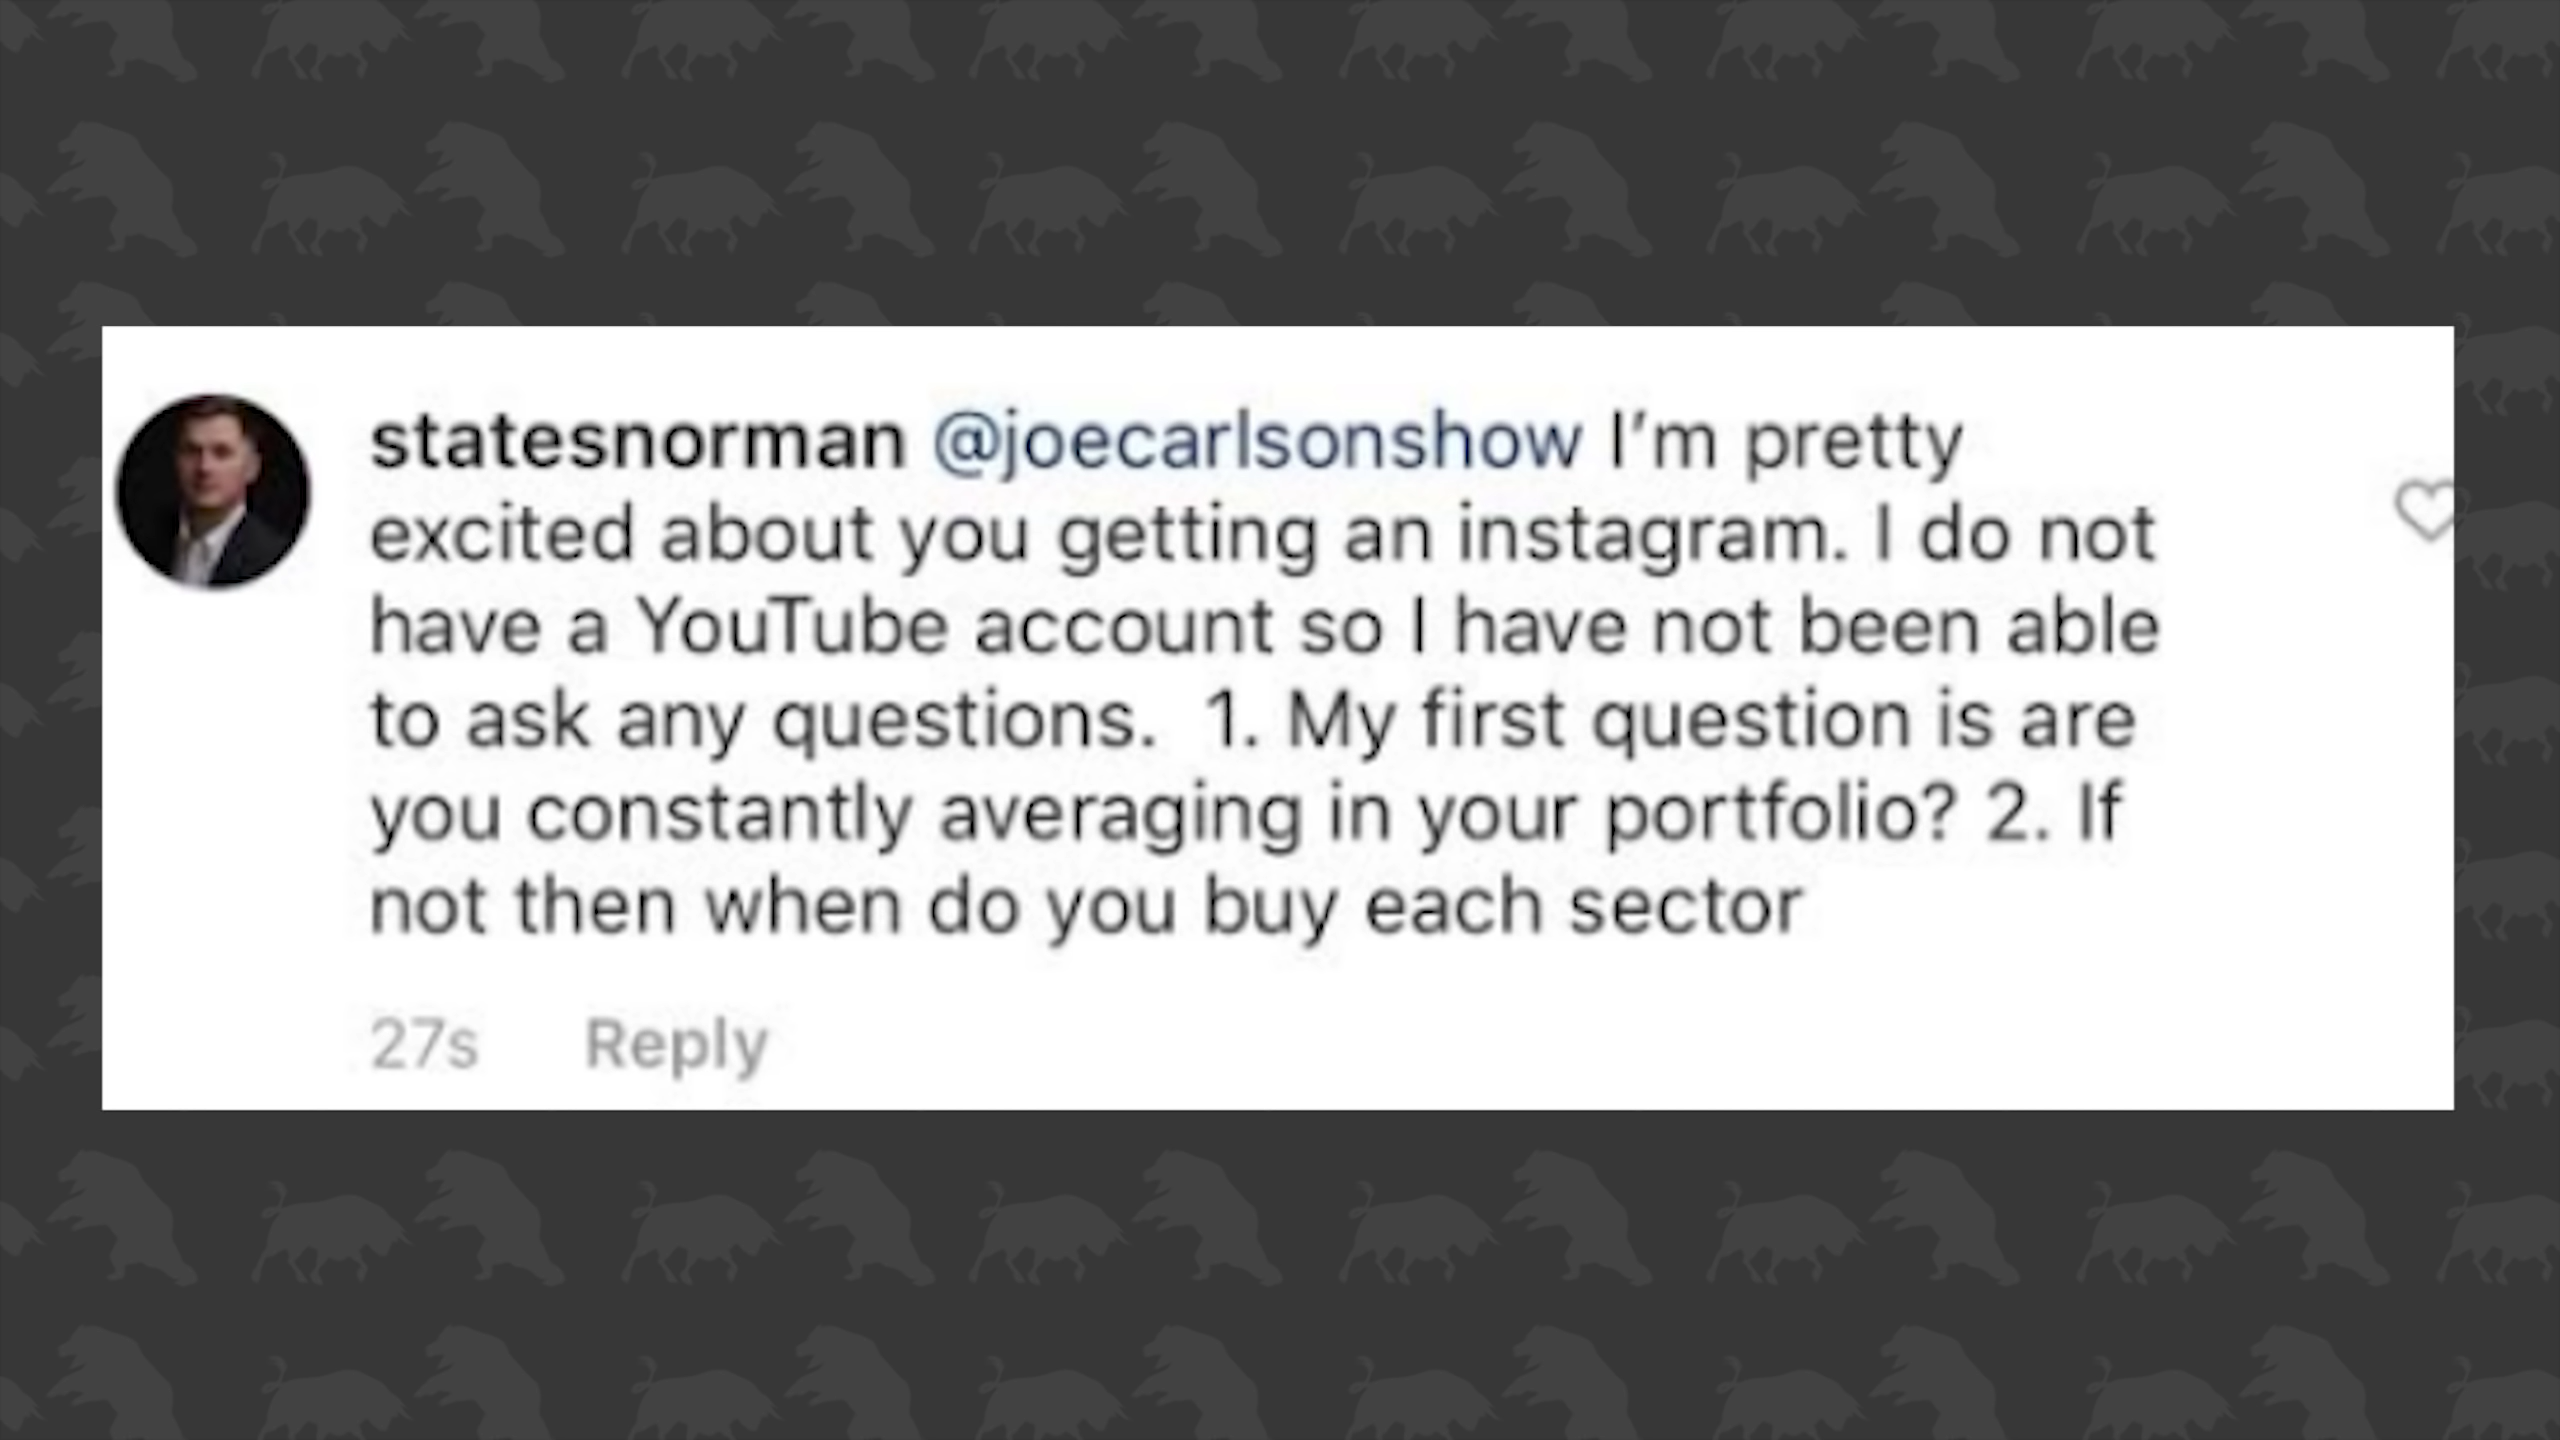 statesnorman @joecarlsonshow I’m pretty
excited about you getting an instagram. I do not
have a YouTube account so I have not been able
to ask any questions.  1. My first question is are
you constantly averaging in your portfolio? 2. If
not then when do you buy each sector
27s Reply